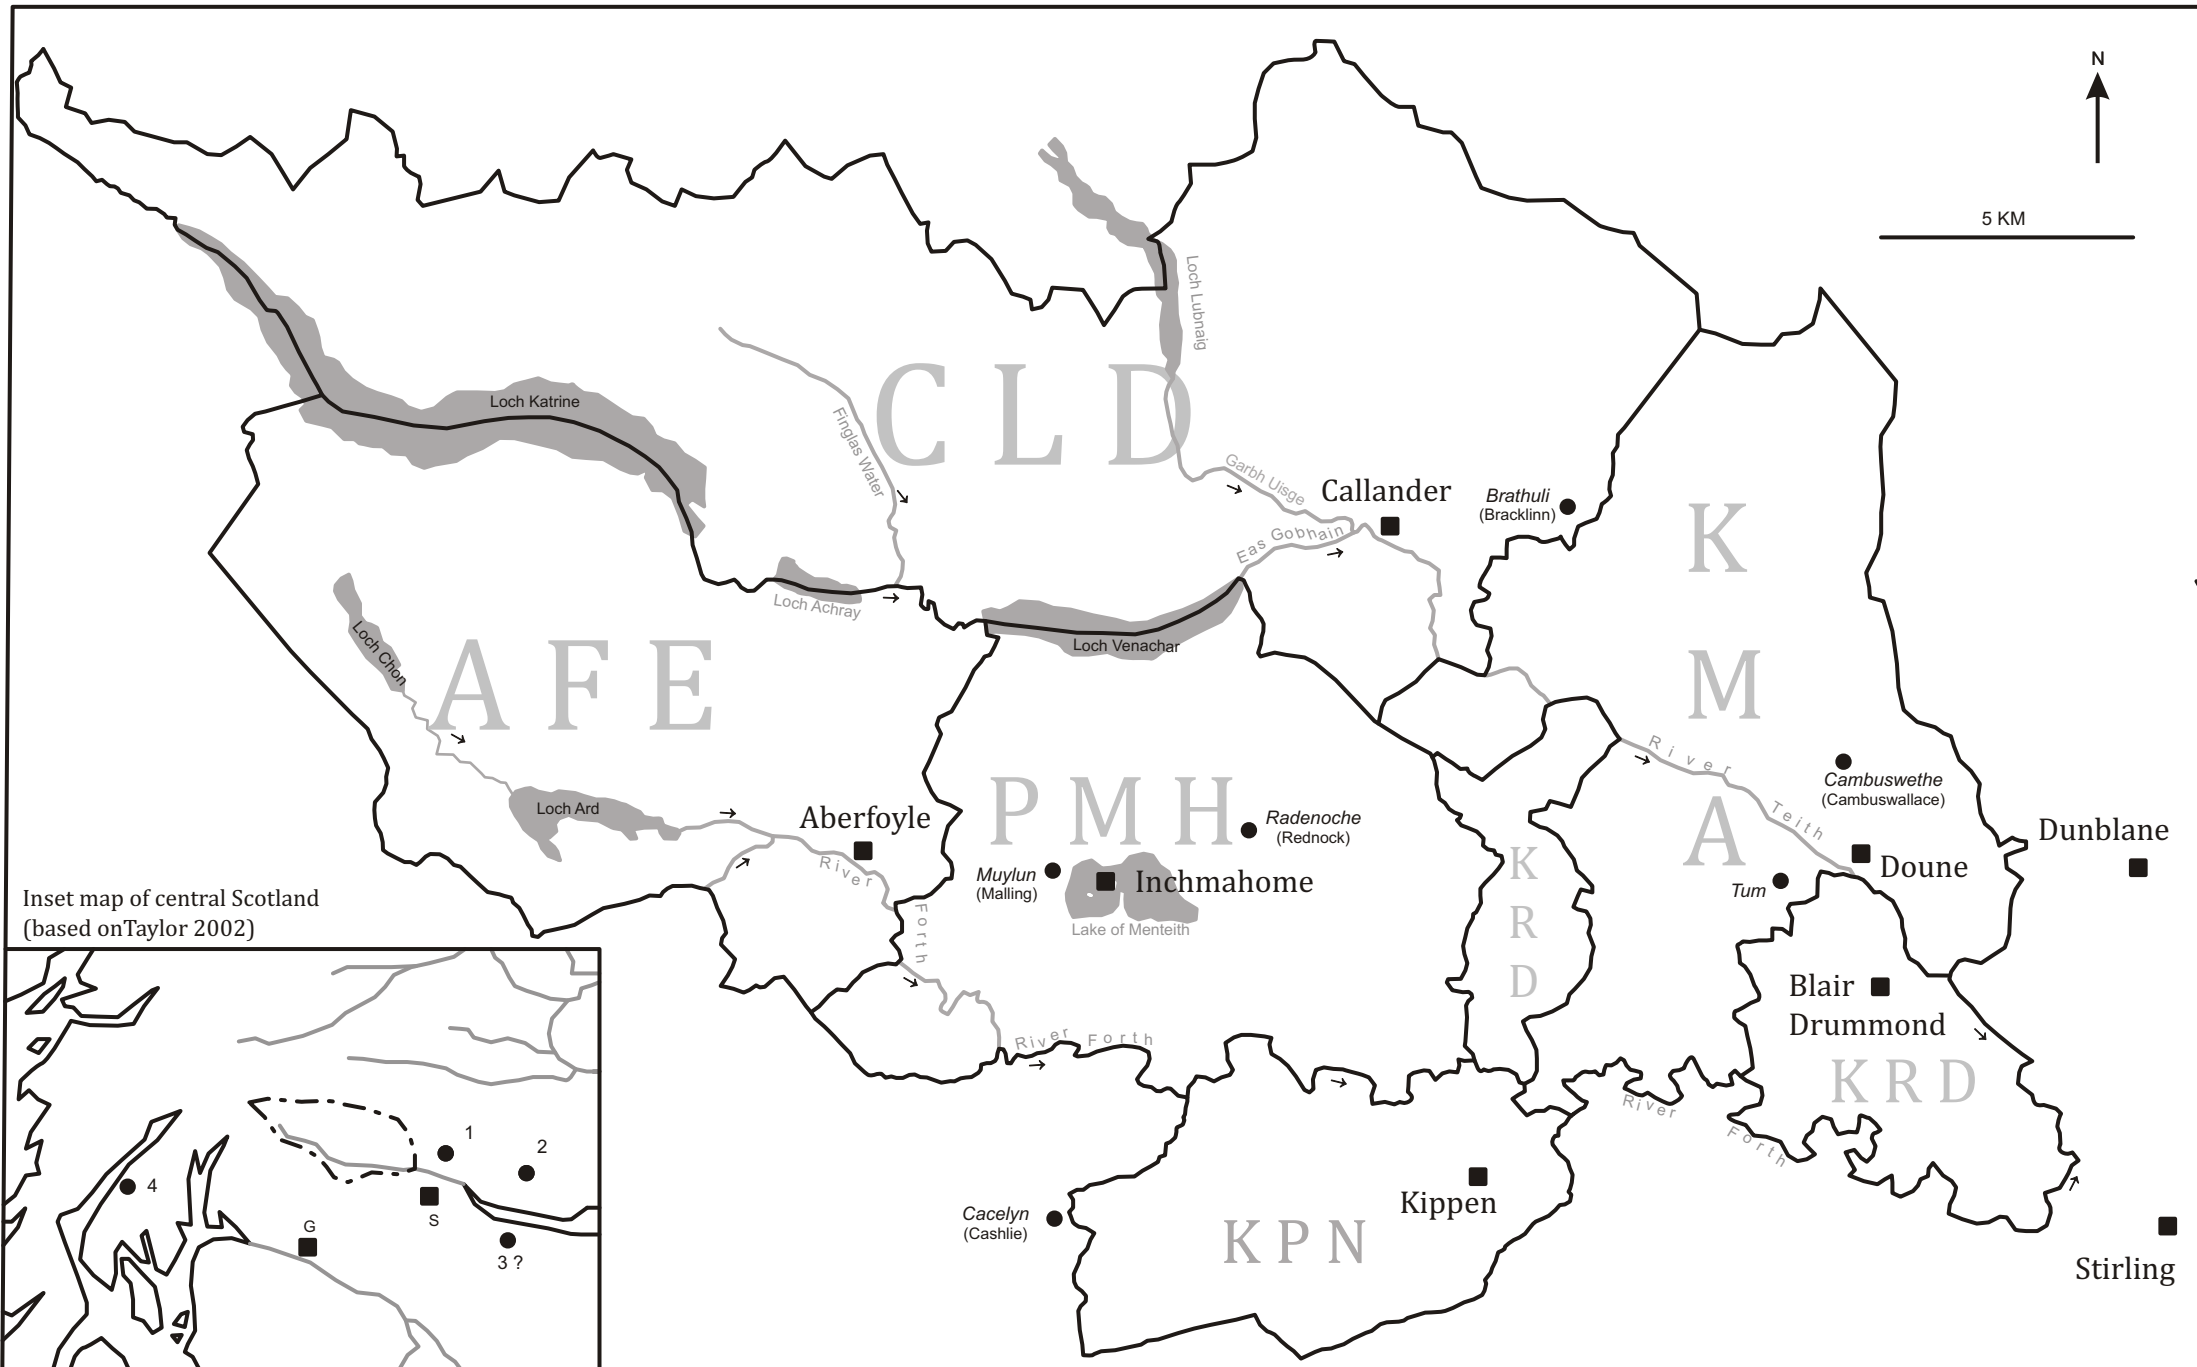 N
5 KM
Loch Lubnaig
Loch Katrine
Finglas Water
C L D
Garbh Uisge
Callander
Brathuli
(Bracklinn)
Eas Gobhain
K
M
A
Loch Achray
Loch Venachar
Loch Chon
A F E
River
Teith
Cambuswethe
(Cambuswallace)
Loch Ard
Aberfoyle
P M H
Radenoche
(Rednock)
Dunblane
River
Forth
Muylun
(Malling)
Inchmahome
Lake of Menteith
K
R
D
Tum
Doune
Blair
Drummond
River Forth
K R D
River
Forth
Kippen
Cacelyn
(Cashlie)
K P N
Stirling
Inset map of central Scotland
(based onTaylor 2002)
1
2
4
G
S
3 ?